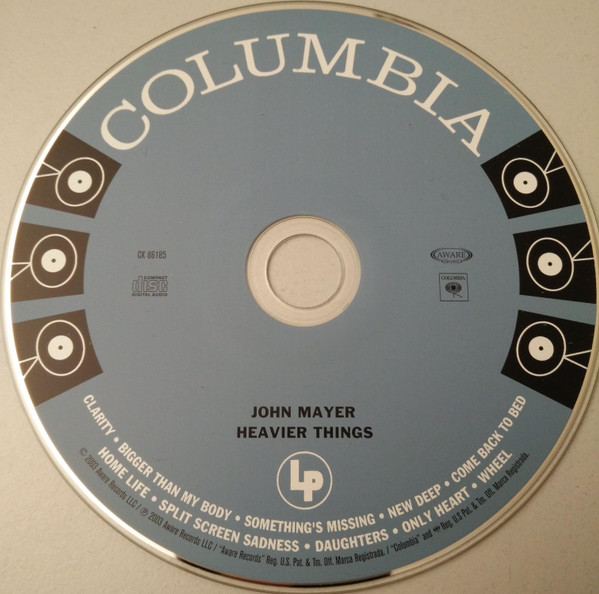 COLUMBIA
CK 86185
COMPACT
disc
DIGITAL AUDIO
AWARE
RECORDS
COLUMBIA
JOHN MAYER
HEAVIER THINGS
LP
CLARITY • BIGGER THAN MY BODY • SOMETHING'S MISSING • NEW DEEP • COME BACK TO BED
HOME LIFE • SPLIT SCREEN SADNESS • DAUGHTERS • ONLY HEART • WHEEL
© 2003 Aware Records LLC / ℗ 2003 Aware Records LLC / "Aware Records" Reg. U.S. Pat. & Tm. Off. Marca Registrada. / "Columbia" and Reg. U.S Pat. & Tm. Off. Marca Registrada.